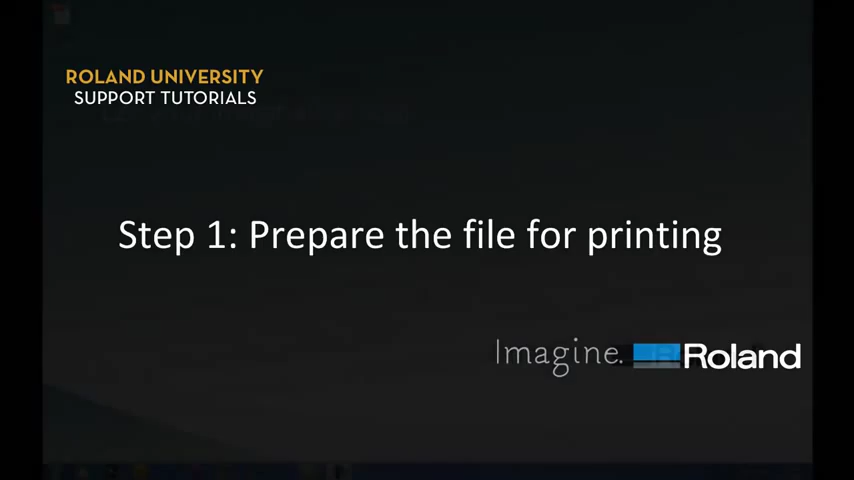 ROLAND UNIVERSITY
SUPPORT TUTORIALS
Step 1: Prepare the file for printing
Imagine. Roland